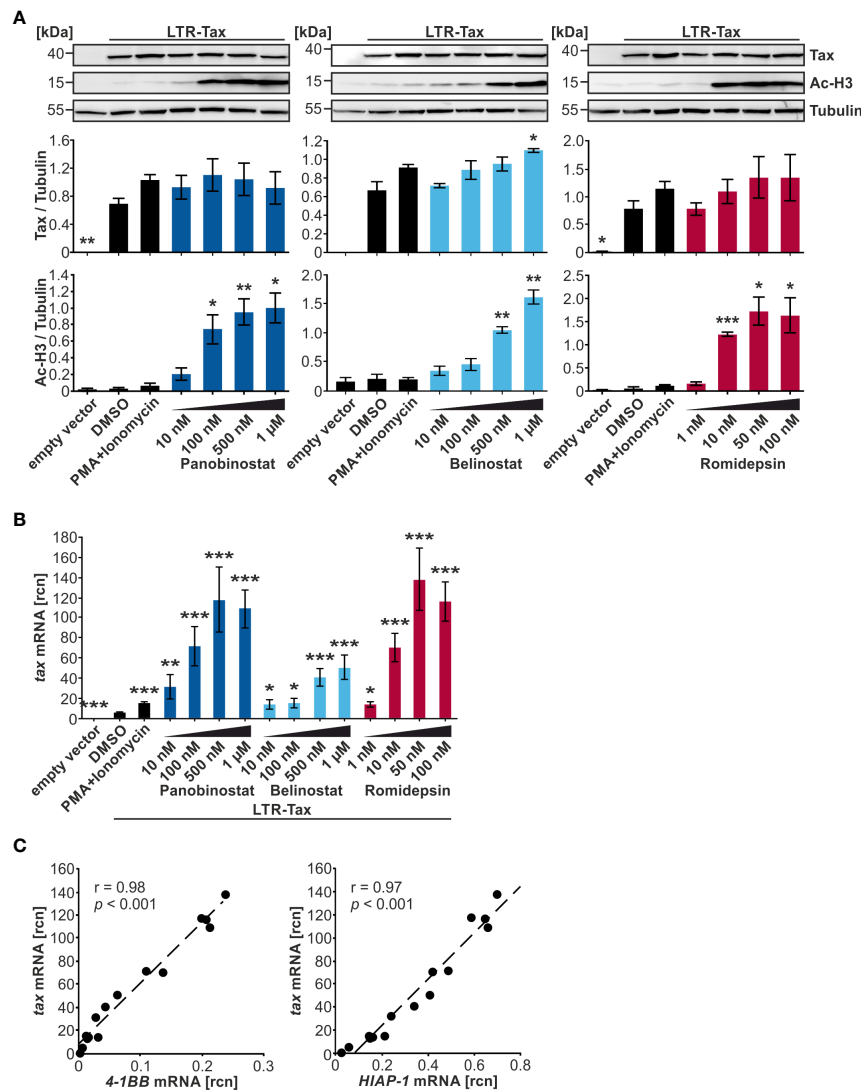 A
[kDa] LTR-Tax [kDa] LTR-Tax [kDa] LTR-Tax
40 40 40 Tax
15 15 15 Ac-H3
55 55 55 Tubulin
Tax / Tubulin
1.6
1.2
0.8
0.4
0
**
1.2
1.0
0.8
0.6
0.4
0.2
0
*
2.0
1.5
1.0
0.5
0
*
Ac-H3 / Tubulin
1.4
1.2
1.0
0.8
0.6
0.4
0.2
0
* ** *
2.0
1.5
1.0
0.5
0
** **
2.5
2.0
1.5
1.0
0.5
0
*** * *
empty vector DMSO PMA+Ionomycin 10 nM 100 nM 500 nM 1 µM
Panobinostat
empty vector DMSO PMA+Ionomycin 10 nM 100 nM 500 nM 1 µM
Belinostat
empty vector DMSO PMA+Ionomycin 1 nM 10 nM 50 nM 100 nM
Romidepsin
B
tax mRNA [rcn]
180
160
140
120
100
80
60
40
20
0
*** *** ** *** *** *** * * *** *** * *** *** ***
empty vector DMSO PMA+Ionomycin 10 nM 100 nM 500 nM 1 µM 10 nM 100 nM 500 nM 1 µM 1 nM 10 nM 50 nM 100 nM
Panobinostat Belinostat Romidepsin
LTR-Tax
C
tax mRNA [rcn]
160
140
120
100
80
60
40
20
0
r = 0.98
p < 0.001
0 0.1 0.2 0.3
4-1BB mRNA [rcn]
tax mRNA [rcn]
160
140
120
100
80
60
40
20
0
r = 0.97
p < 0.001
0 0.2 0.4 0.6 0.8
HIAP-1 mRNA [rcn]